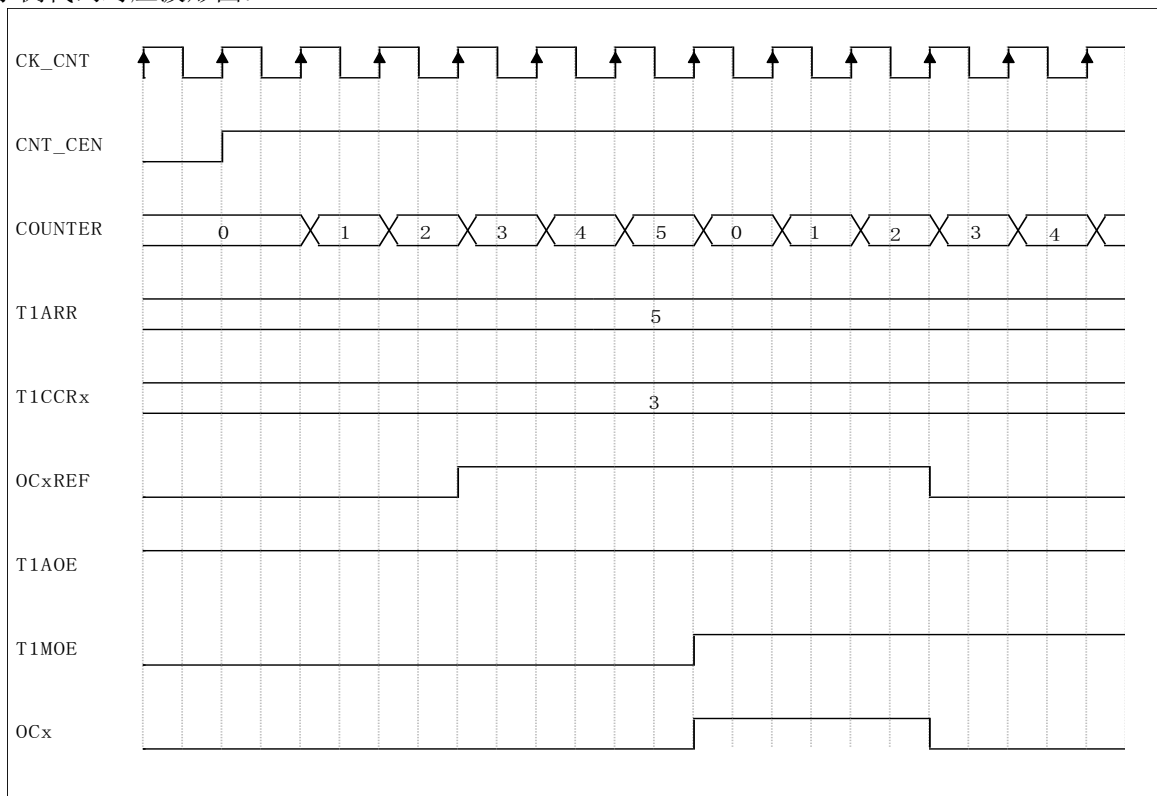 CK_CNT
CNT_CEN
COUNTER 0 1 2 3 4 5 0 1 2 3 4
T1ARR 5
T1CCRx 3
OCxREF
T1AOE
T1MOE
OCx